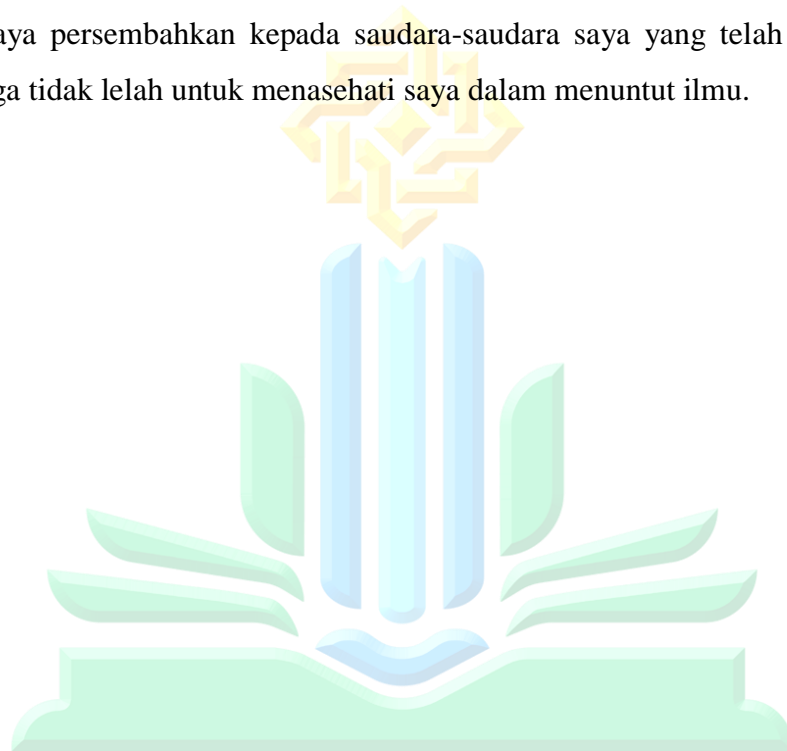 aya persembahkan kepada saudara-saudara saya yang telah
ga tidak lelah untuk menasehati saya dalam menuntut ilmu.